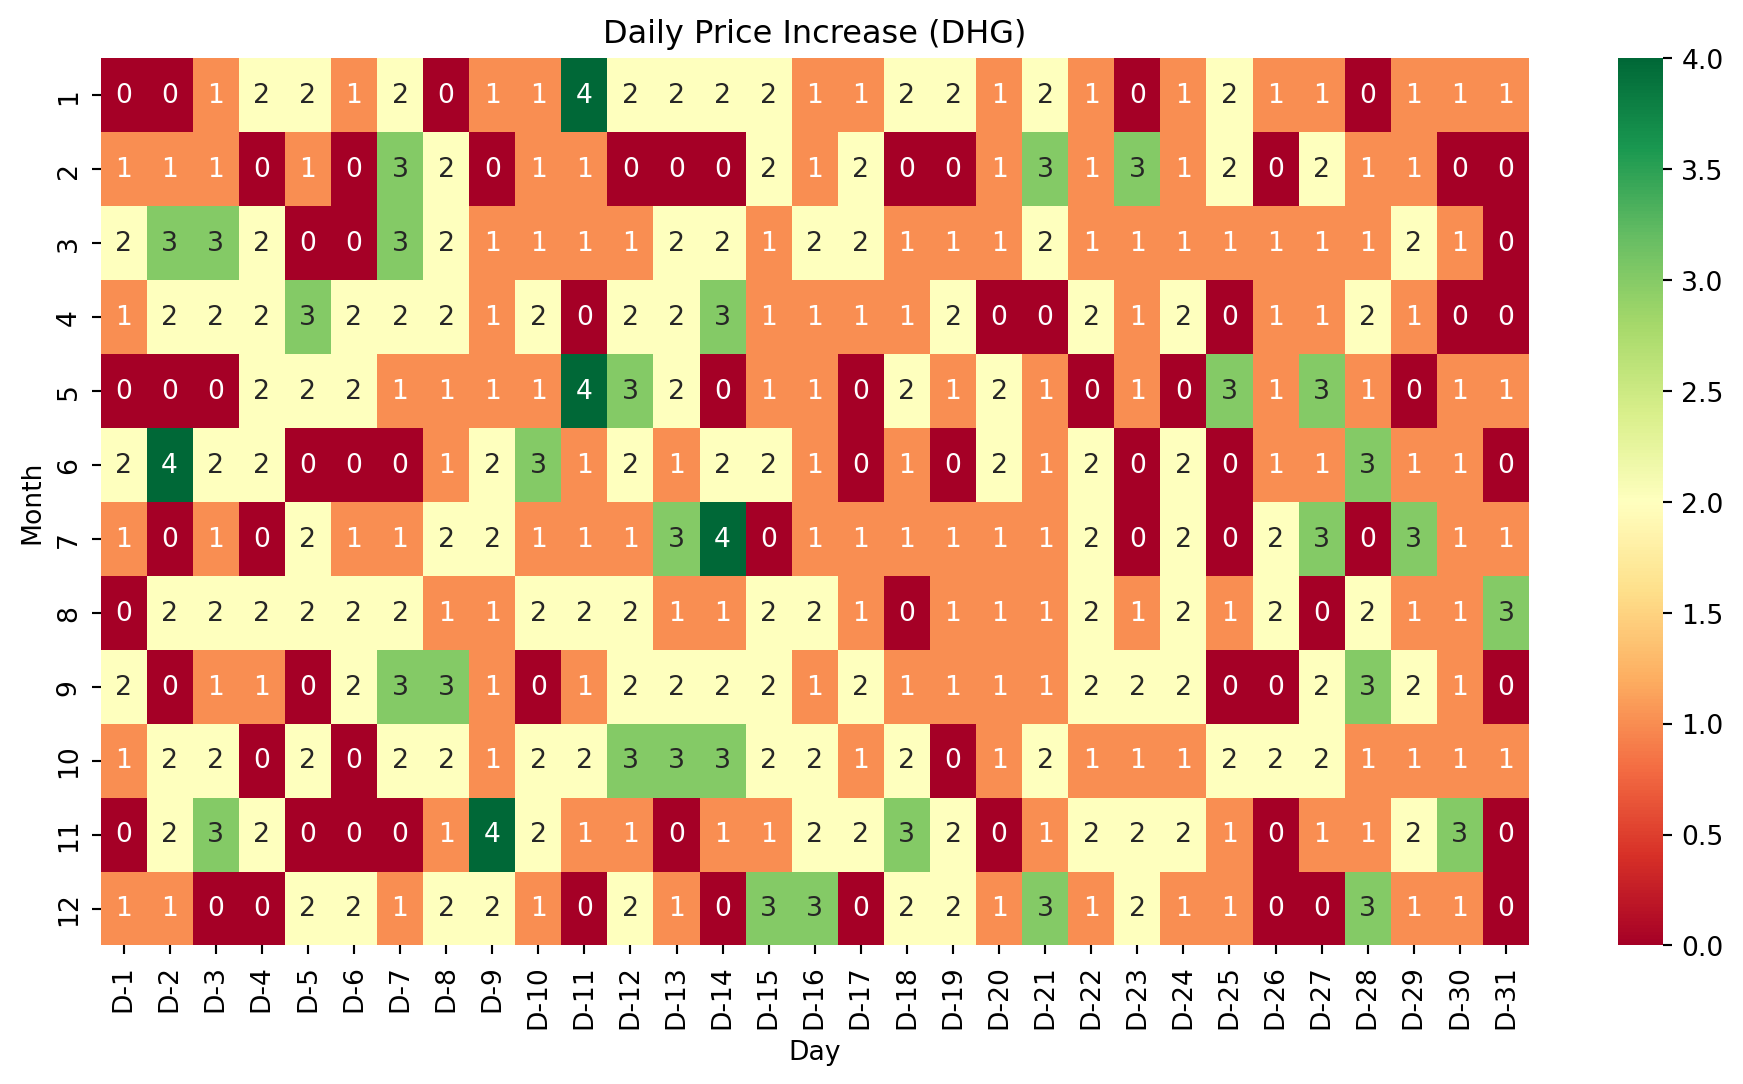 Daily Price Increase (DHG)
1 0 0 1 2 2 1 2 0 1 1 4 2 2 2 2 1 1 2 2 1 2 1 0 1 2 1 1 0 1 1 1
2 1 1 1 0 1 0 3 2 0 1 1 0 0 0 2 1 2 0 0 1 3 1 3 1 2 0 2 1 1 0 0
3 2 3 3 2 0 0 3 2 1 1 1 1 2 2 1 2 2 1 1 1 2 1 1 1 1 1 1 1 2 1 0
4 1 2 2 2 3 2 2 2 1 2 0 2 2 3 1 1 1 1 2 0 0 2 1 2 0 1 1 2 1 0 0
5 0 0 0 2 2 2 1 1 1 1 4 3 2 0 1 1 0 2 1 2 1 0 1 0 3 1 3 1 0 1 1
6 2 4 2 2 0 0 0 1 2 3 1 2 1 2 2 1 0 1 0 2 1 2 0 2 0 1 1 3 1 1 0
7 1 0 1 0 2 1 1 2 2 1 1 1 3 4 0 1 1 1 1 1 1 2 0 2 0 2 3 0 3 1 1
8 0 2 2 2 2 2 2 1 1 2 2 2 1 1 2 2 1 0 1 1 1 2 1 2 1 2 0 2 1 1 3
9 2 0 1 1 0 2 3 3 1 0 1 2 2 2 2 1 2 1 1 1 1 2 2 2 0 0 2 3 2 1 0
10 1 2 2 0 2 0 2 2 1 2 2 3 3 3 2 2 1 2 0 1 2 1 1 1 2 2 2 1 1 1 1
11 0 2 3 2 0 0 0 1 4 2 1 1 0 1 1 2 2 3 2 0 1 2 2 2 1 0 1 1 2 3 0
12 1 1 0 0 2 2 1 2 2 1 0 2 1 0 3 3 0 2 2 1 3 1 2 1 1 0 0 3 1 1 0
D-1 D-2 D-3 D-4 D-5 D-6 D-7 D-8 D-9 D-10 D-11 D-12 D-13 D-14 D-15 D-16 D-17 D-18 D-19 D-20 D-21 D-22 D-23 D-24 D-25 D-26 D-27 D-28 D-29 D-30 D-31
Day
Month
4.0
3.5
3.0
2.5
2.0
1.5
1.0
0.5
0.0